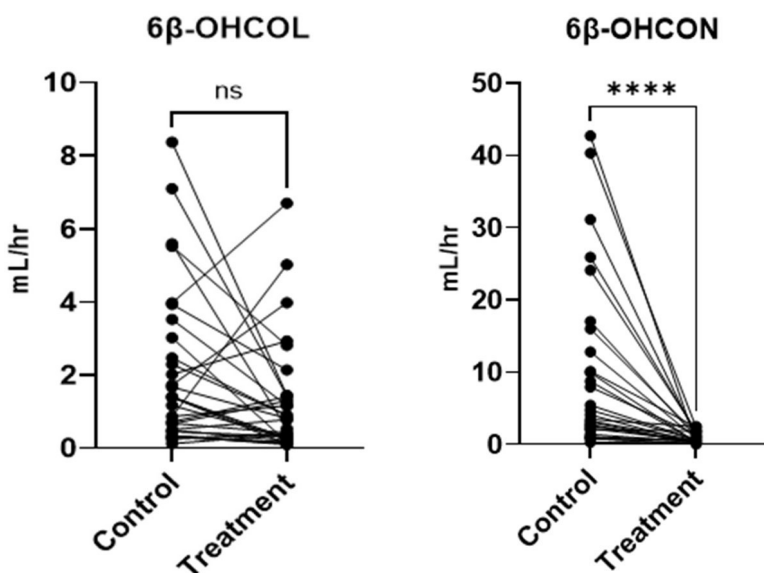 6β-OHCOL
10
8
6
4
2
0
mL/hr
ns
Control
Treatment
6β-OHCON
50
40
30
20
10
0
mL/hr
****
Control
Treatment